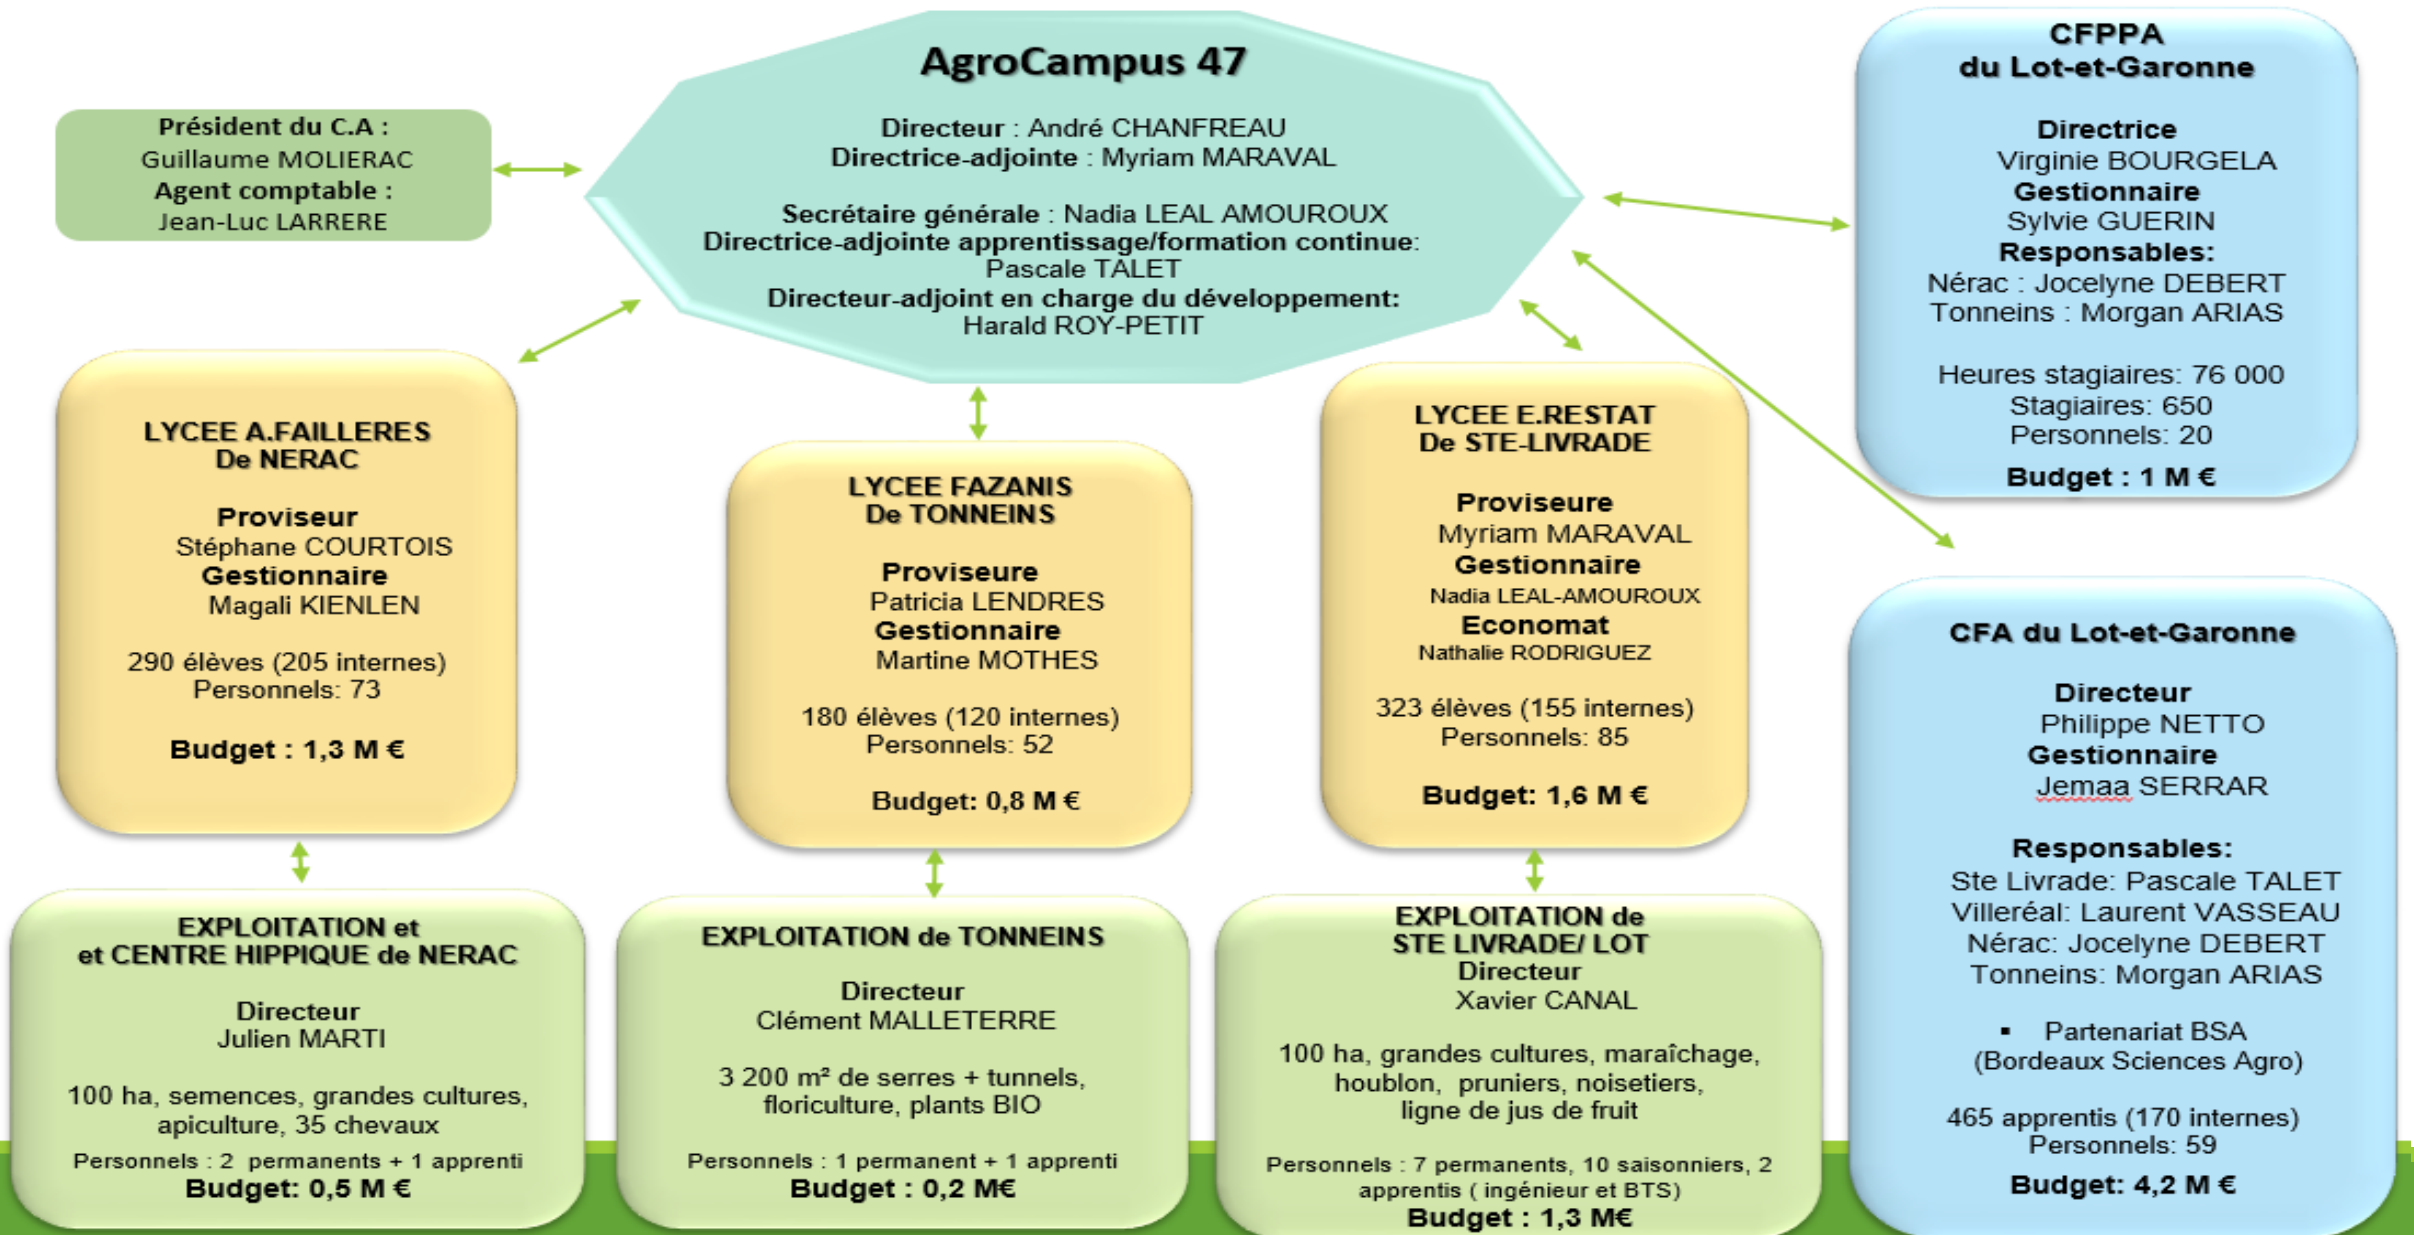 AgroCampus 47
Directeur : André CHANFREAU
Directrice-adjointe : Myriam MARAVAL
Secrétaire générale : Nadia LEAL AMOUROUX
Directrice-adjointe apprentissage/formation continue:
Pascale TALET
Directeur-adjoint en charge du développement:
Harald ROY-PETIT
Président du C.A :
Guillaume MOLIERAC
Agent comptable :
Jean-Luc LARRERE
CFPPA
du Lot-et-Garonne
Directrice
Virginie BOURGELA
Gestionnaire
Sylvie GUERIN
Responsables:
Nérac : Jocelyne DEBERT
Tonneins : Morgan ARIAS
Heures stagiaires: 76 000
Stagiaires: 650
Personnels: 20
Budget : 1 M €
LYCEE A.FAILLERES
De NERAC
Proviseur
Stéphane COURTOIS
Gestionnaire
Magali KIENLEN
290 élèves (205 internes)
Personnels: 73
Budget : 1,3 M €
LYCEE FAZANIS
De TONNEINS
Proviseure
Patricia LENDRES
Gestionnaire
Martine MOTHES
180 élèves (120 internes)
Personnels: 52
Budget: 0,8 M €
LYCEE E.RESTAT
De STE-LIVRADE
Proviseure
Myriam MARAVAL
Gestionnaire
Nadia LEAL-AMOUROUX
Economat
Nathalie RODRIGUEZ
323 élèves (155 internes)
Personnels: 85
Budget: 1,6 M €
CFA du Lot-et-Garonne
Directeur
Philippe NETTO
Gestionnaire
Jemaa SERRAR
Responsables:
Ste Livrade: Pascale TALET
Villeréal: Laurent VASSEAU
Nérac: Jocelyne DEBERT
Tonneins: Morgan ARIAS
▪ Partenariat BSA
(Bordeaux Sciences Agro)
465 apprentis (170 internes)
Personnels: 59
Budget: 4,2 M €
EXPLOITATION et
et CENTRE HIPPIQUE de NERAC
Directeur
Julien MARTI
100 ha, semences, grandes cultures,
apiculture, 35 chevaux
Personnels : 2 permanents + 1 apprenti
Budget: 0,5 M €
EXPLOITATION de TONNEINS
Directeur
Clément MALLETERRE
3 200 m² de serres + tunnels,
floriculture, plants BIO
Personnels : 1 permanent + 1 apprenti
Budget : 0,2 M€
EXPLOITATION de
STE LIVRADE/ LOT
Directeur
Xavier CANAL
100 ha, grandes cultures, maraîchage,
houblon, pruniers, noisetiers,
ligne de jus de fruit
Personnels : 7 permanents, 10 saisonniers, 2
apprentis ( ingénieur et BTS)
Budget : 1,3 M€